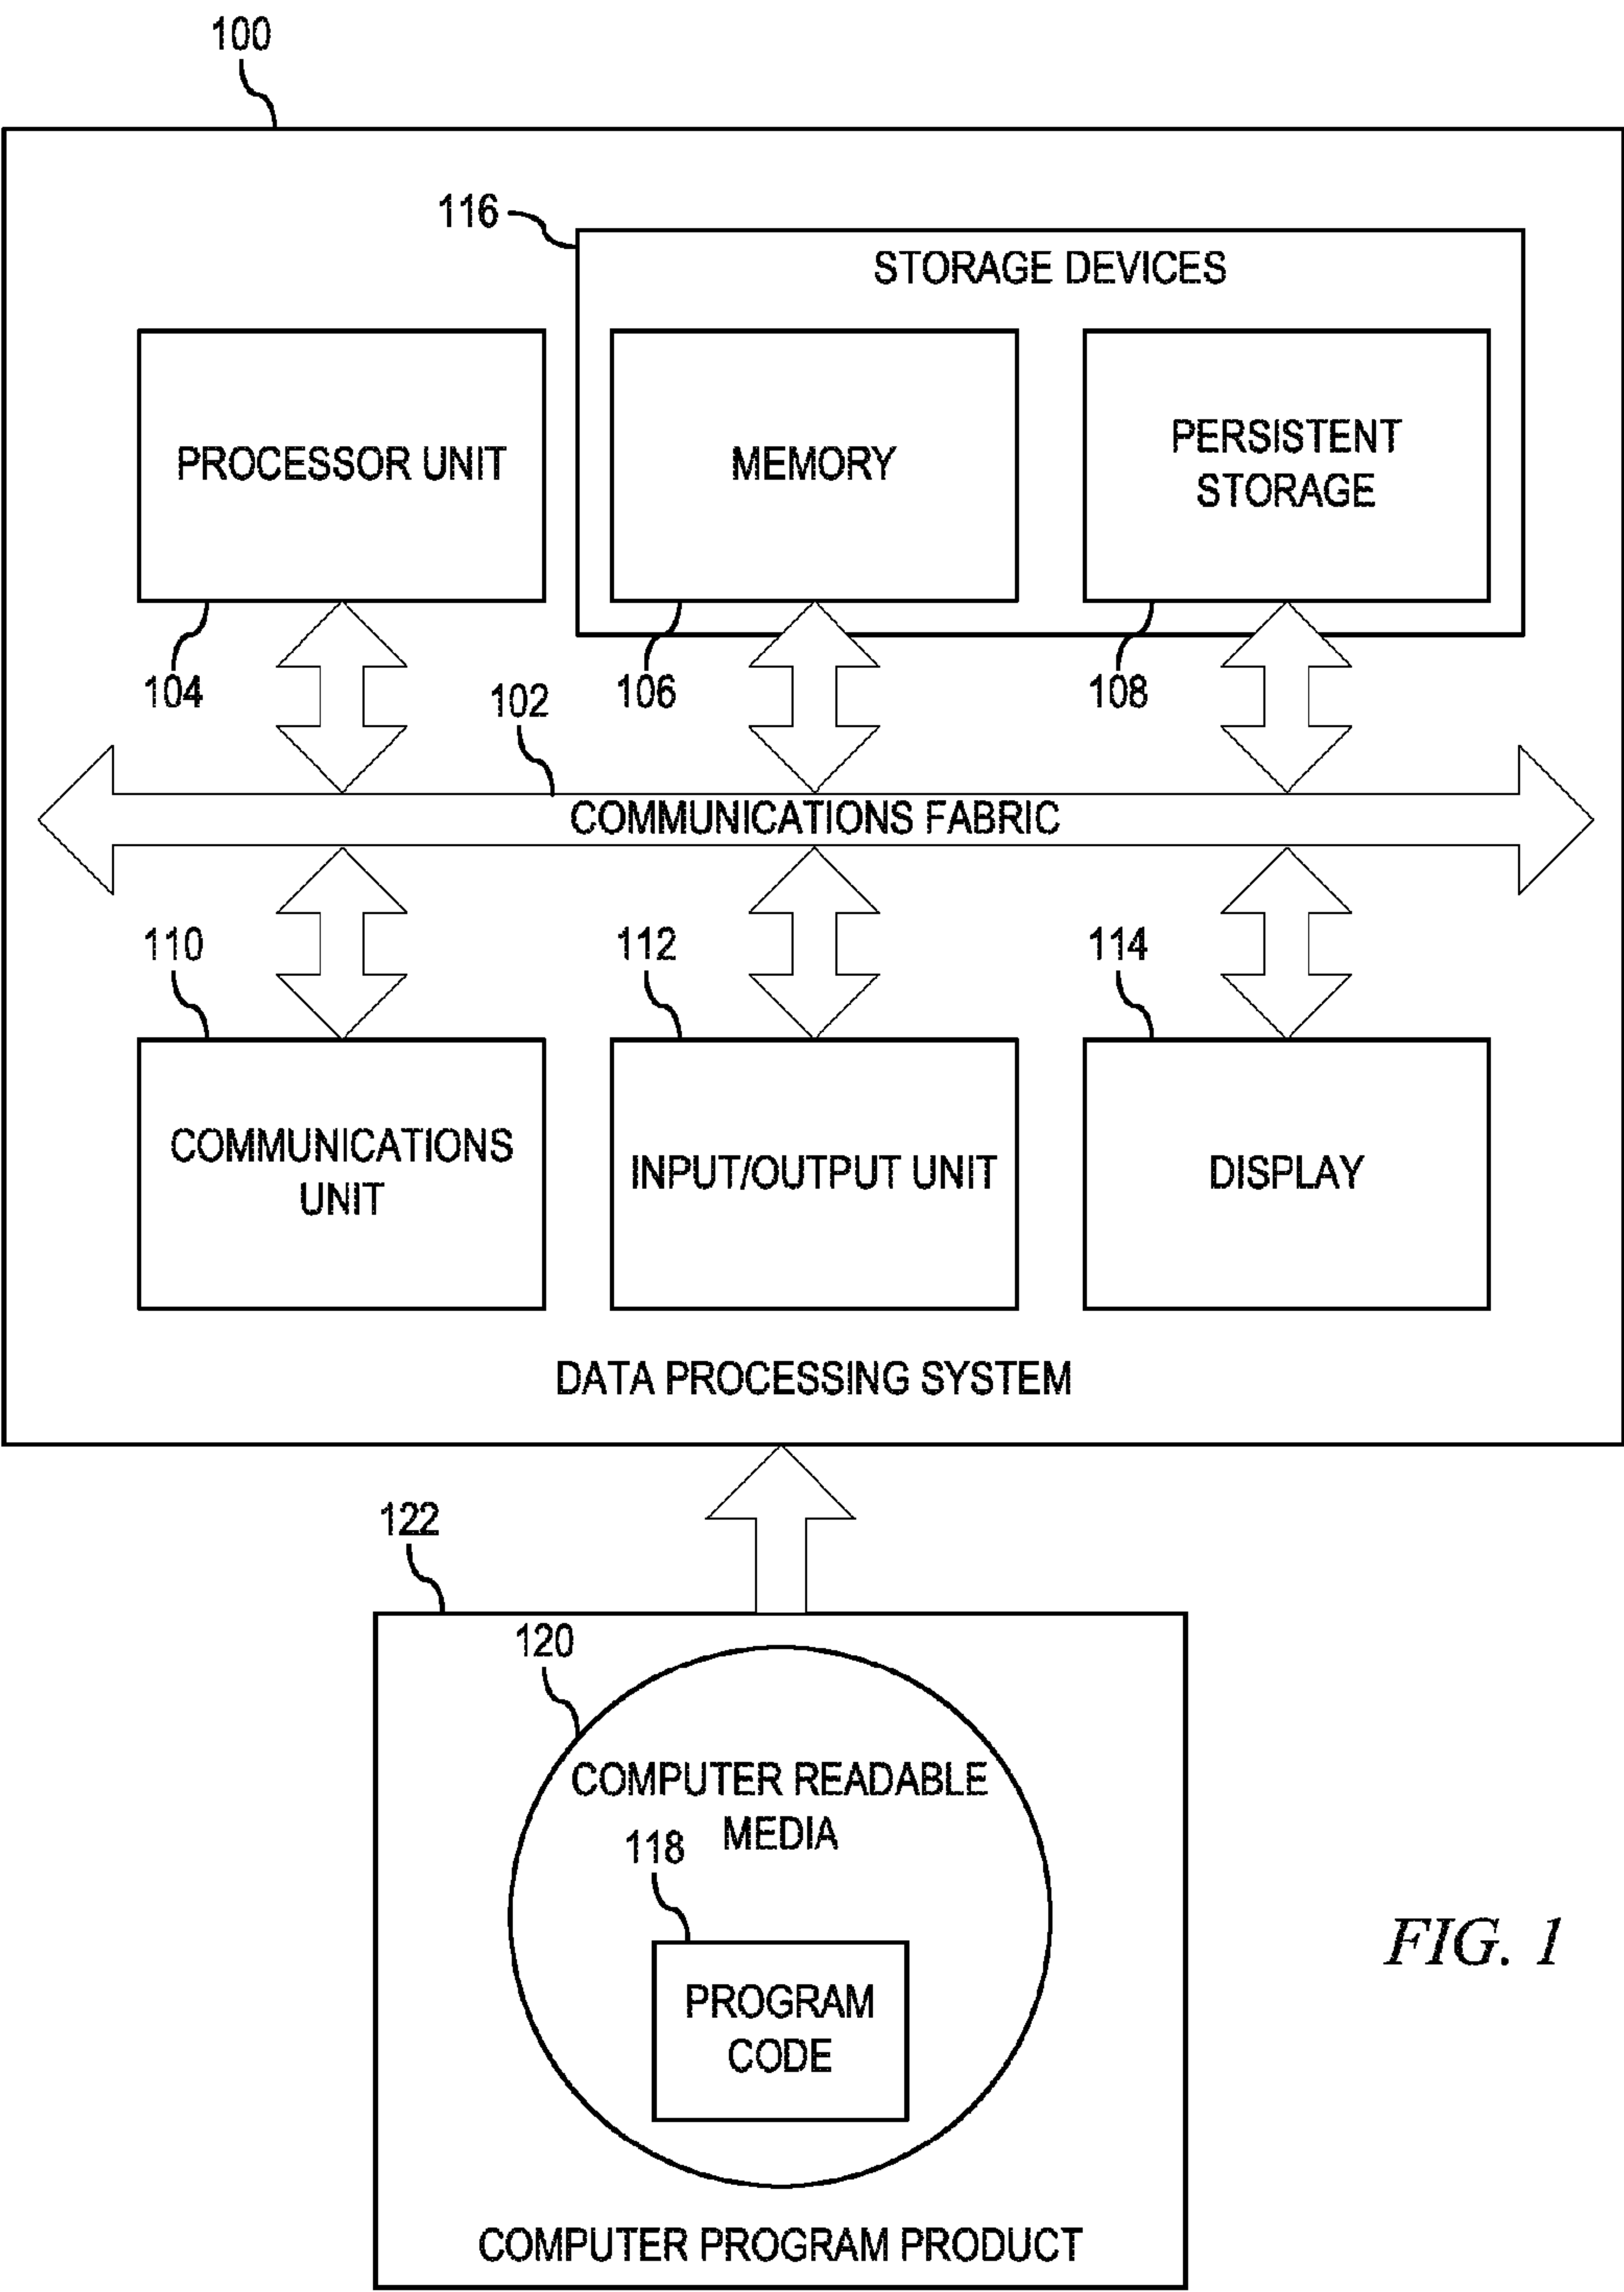 100
116
STORAGE DEVICES
PROCESSOR UNIT
MEMORY
PERSISTENT
STORAGE
104
106
108
102
COMMUNICATIONS FABRIC
110
112
114
COMMUNICATIONS
UNIT
INPUT/OUTPUT UNIT
DISPLAY
DATA PROCESSING SYSTEM
122
120
COMPUTER READABLE
MEDIA
118
PROGRAM
CODE
COMPUTER PROGRAM PRODUCT
FIG. 1